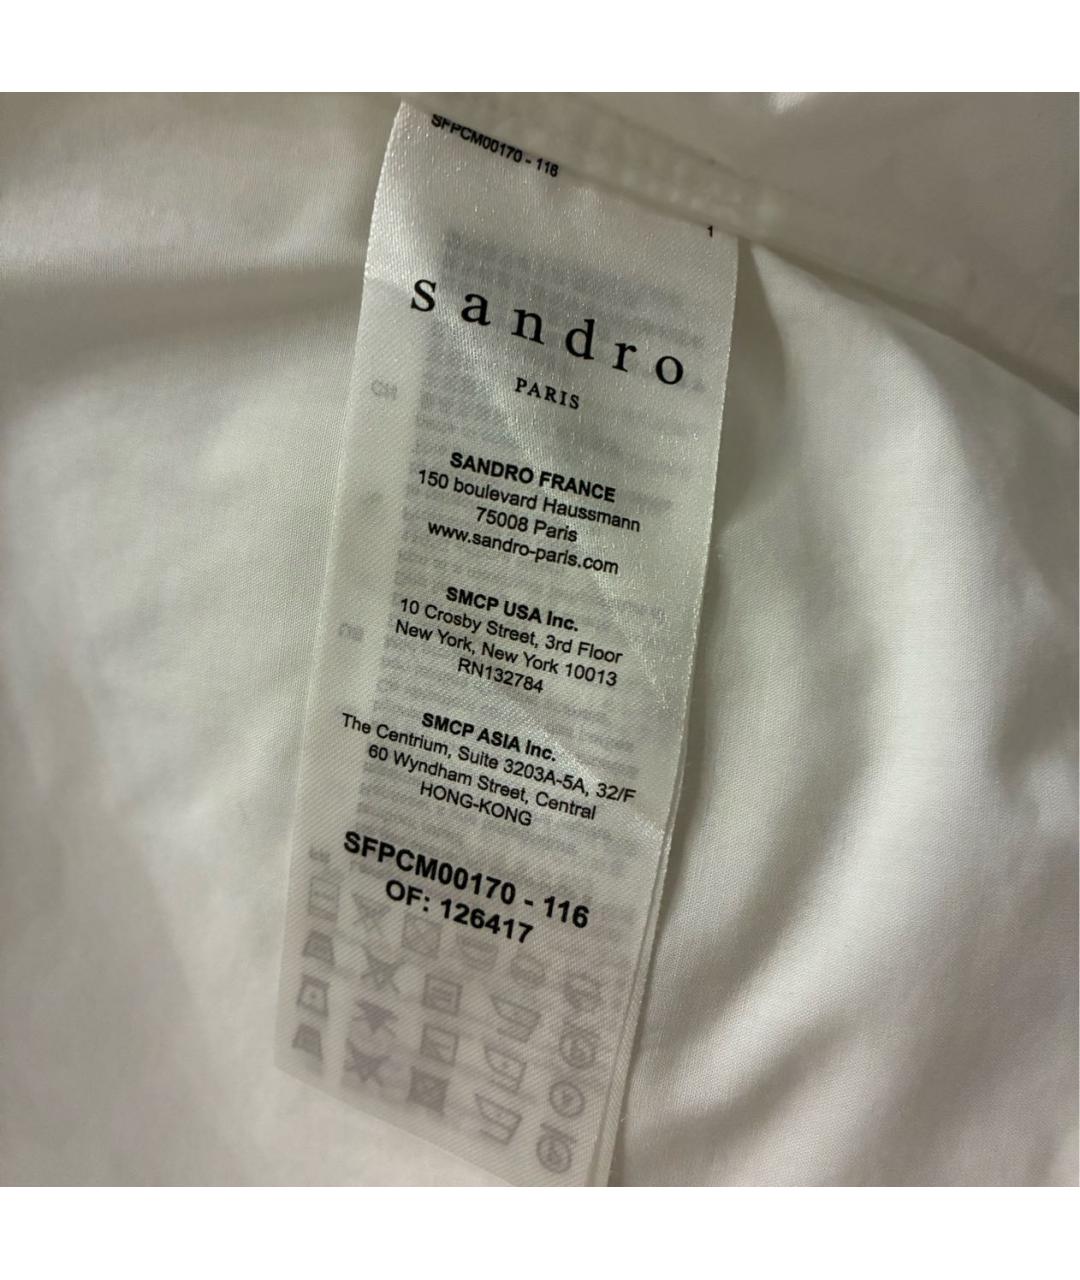 SFPCM00170 - 116
1
sandro
PARIS
SANDRO FRANCE
150 boulevard Haussmann
75008 Paris
www.sandro-paris.com
SMCP USA Inc.
10 Crosby Street, 3rd Floor
New York, New York 10013
RN132784
SMCP ASIA Inc.
The Centrium, Suite 3203A-5A, 32/F
60 Wyndham Street, Central
HONG-KONG
SFPCM00170 - 116
OF: 126417